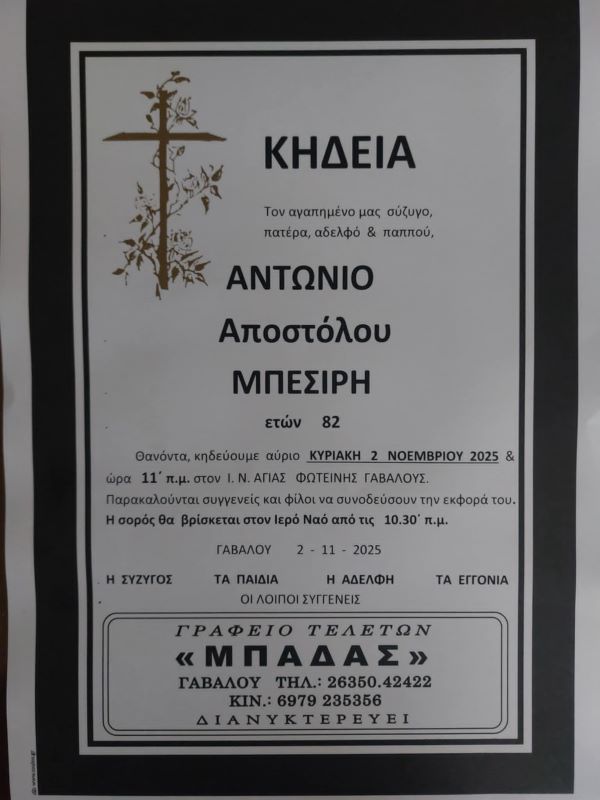 ΚΗΔΕΙΑ
Τον αγαπημένο μας σύζυγο,
πατέρα, αδελφό & παππού,
ΑΝΤΩΝΙΟ
Αποστόλου
ΜΠΕΣΙΡΗ
ετών 82
Θανόντα, κηδεύουμε αύριο ΚΥΡΙΑΚΗ 2 ΝΟΕΜΒΡΙΟΥ 2025 &
ώρα 11΄ π.μ. στον Ι. Ν. ΑΓΙΑΣ ΦΩΤΕΙΝΗΣ ΓΑΒΑΛΟΥΣ.
Παρακαλούνται συγγενείς και φίλοι να συνοδεύσουν την εκφορά του.
Η σορός θα βρίσκεται στον Ιερό Ναό από τις 10.30΄ π.μ.
ΓΑΒΑΛΟΥ 2 - 11 - 2025
Η ΣΥΖΥΓΟΣ ΤΑ ΠΑΙΔΙΑ Η ΑΔΕΛΦΗ ΤΑ ΕΓΓΟΝΙΑ
ΟΙ ΛΟΙΠΟΙ ΣΥΓΓΕΝΕΙΣ
ΓΡΑΦΕΙΟ ΤΕΛΕΤΩΝ
«ΜΠΑΔΑΣ»
ΓΑΒΑΛΟΥ ΤΗΛ.: 26350.42422
ΚΙΝ.: 6979 235356
ΔΙΑΝΥΚΤΕΡΕΥΕΙ